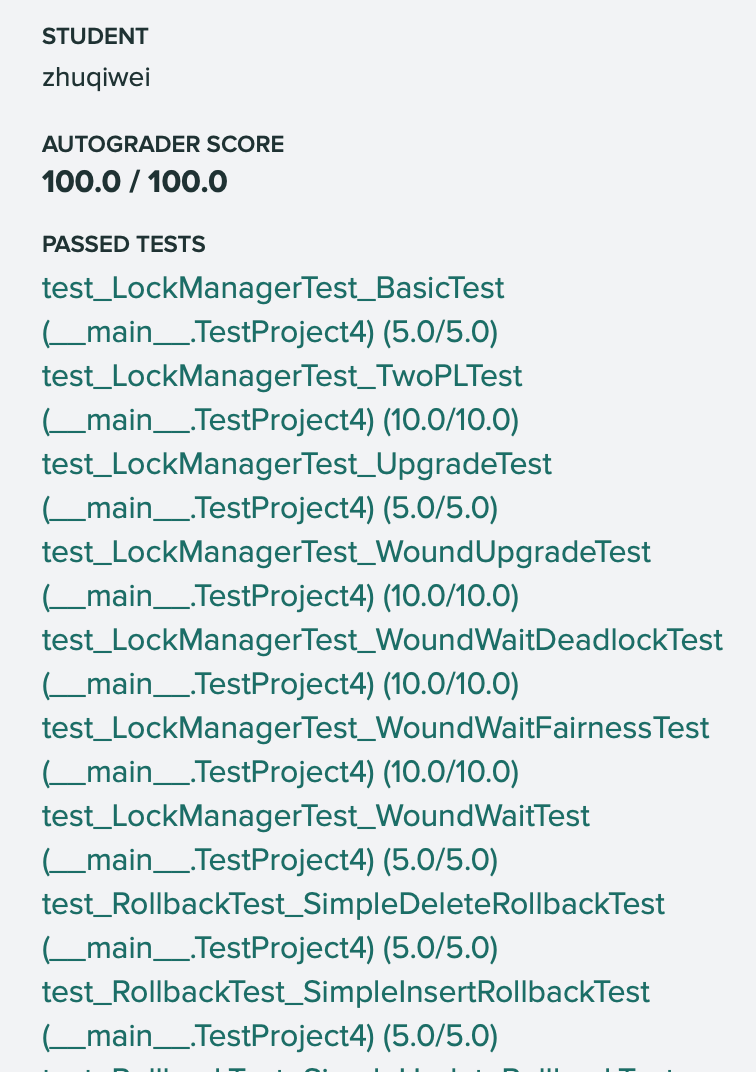 STUDENT
zhuqiwei
AUTOGRADER SCORE
100.0 / 100.0
PASSED TESTS
test_LockManagerTest_BasicTest
(__main__.TestProject4) (5.0/5.0)
test_LockManagerTest_TwoPLTest
(__main__.TestProject4) (10.0/10.0)
test_LockManagerTest_UpgradeTest
(__main__.TestProject4) (5.0/5.0)
test_LockManagerTest_WoundUpgradeTest
(__main__.TestProject4) (10.0/10.0)
test_LockManagerTest_WoundWaitDeadlockTest
(__main__.TestProject4) (10.0/10.0)
test_LockManagerTest_WoundWaitFairnessTest
(__main__.TestProject4) (10.0/10.0)
test_LockManagerTest_WoundWaitTest
(__main__.TestProject4) (5.0/5.0)
test_RollbackTest_SimpleDeleteRollbackTest
(__main__.TestProject4) (5.0/5.0)
test_RollbackTest_SimpleInsertRollbackTest
(__main__.TestProject4) (5.0/5.0)